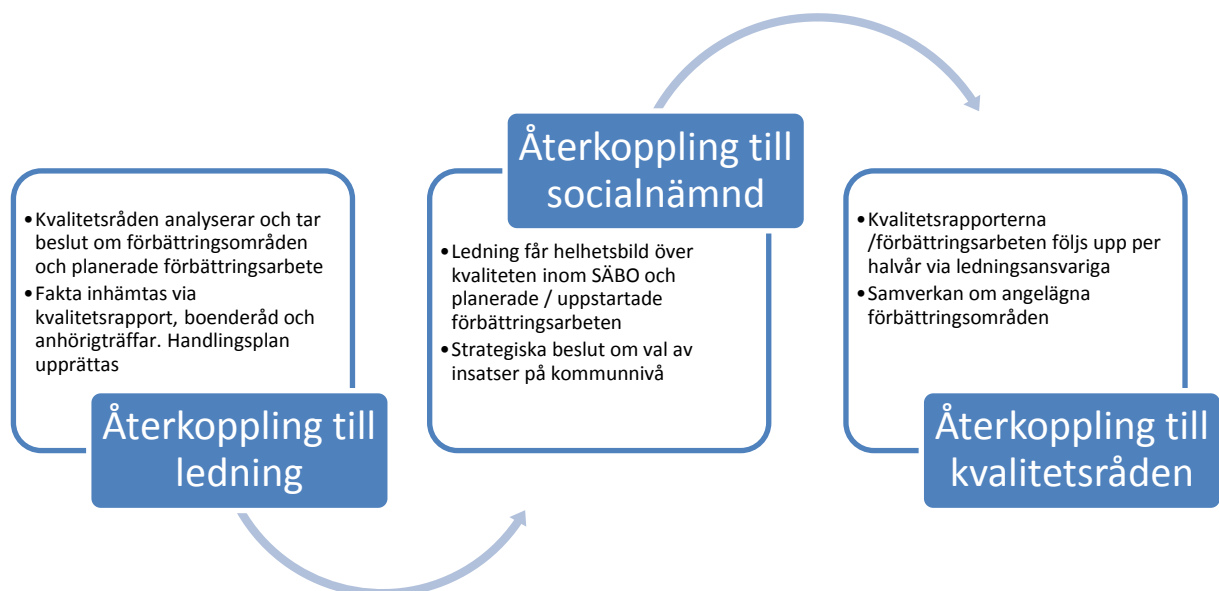 •Kvalitetsråden analyserar och tar
beslut om förbättringsområden
och planerade förbättringsarbete
•Fakta inhämtas via
kvalitetsrapport, boenderåd och
anhörigträffar. Handlingsplan
upprättas
Återkoppling till
ledning
Återkoppling till
socialnämnd
•Ledning får helhetsbild över
kvaliteten inom SÄBO och
planerade / uppstartade
förbättringsarbeten
•Strategiska beslut om val av
insatser på kommunnivå
•Kvalitetsrapporterna
/förbättringsarbeten följs upp per
halvår via ledningsansvariga
•Samverkan om angelägna
förbättringsområden
Återkoppling till
kvalitetsråden